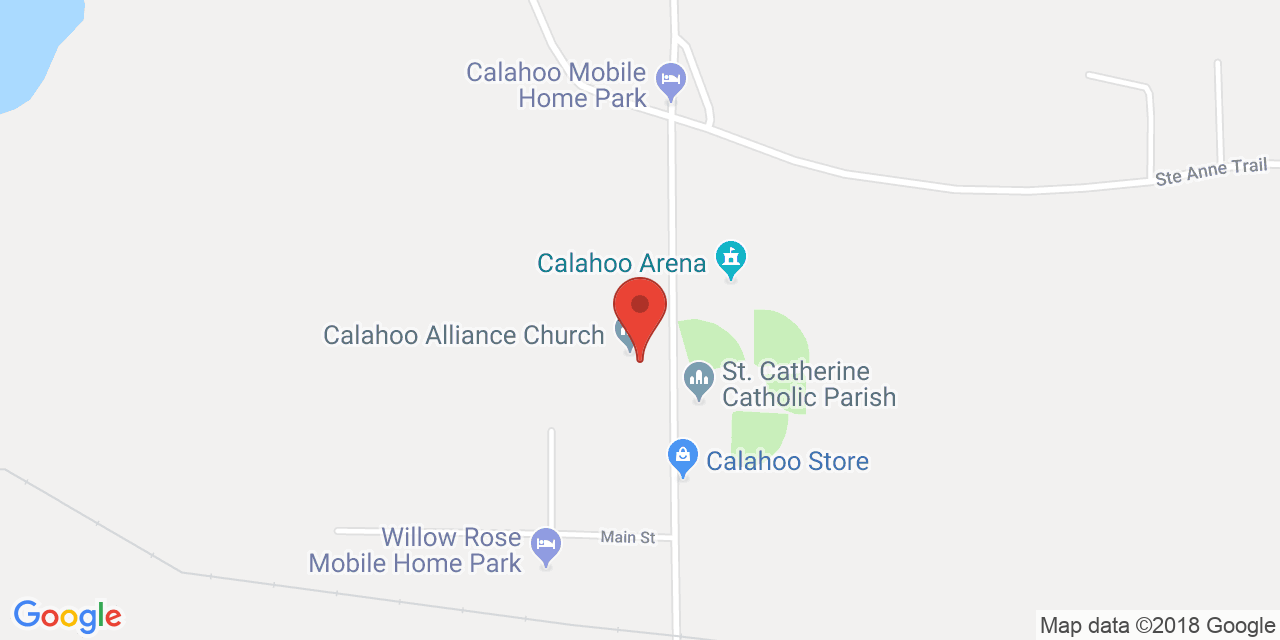 Calahoo Mobile
Home Park
Ste Anne Trail
Calahoo Arena
Calahoo Alliance Church
St. Catherine
Catholic Parish
Calahoo Store
Willow Rose
Mobile Home Park
Main St
Google
Map data ©2018 Google